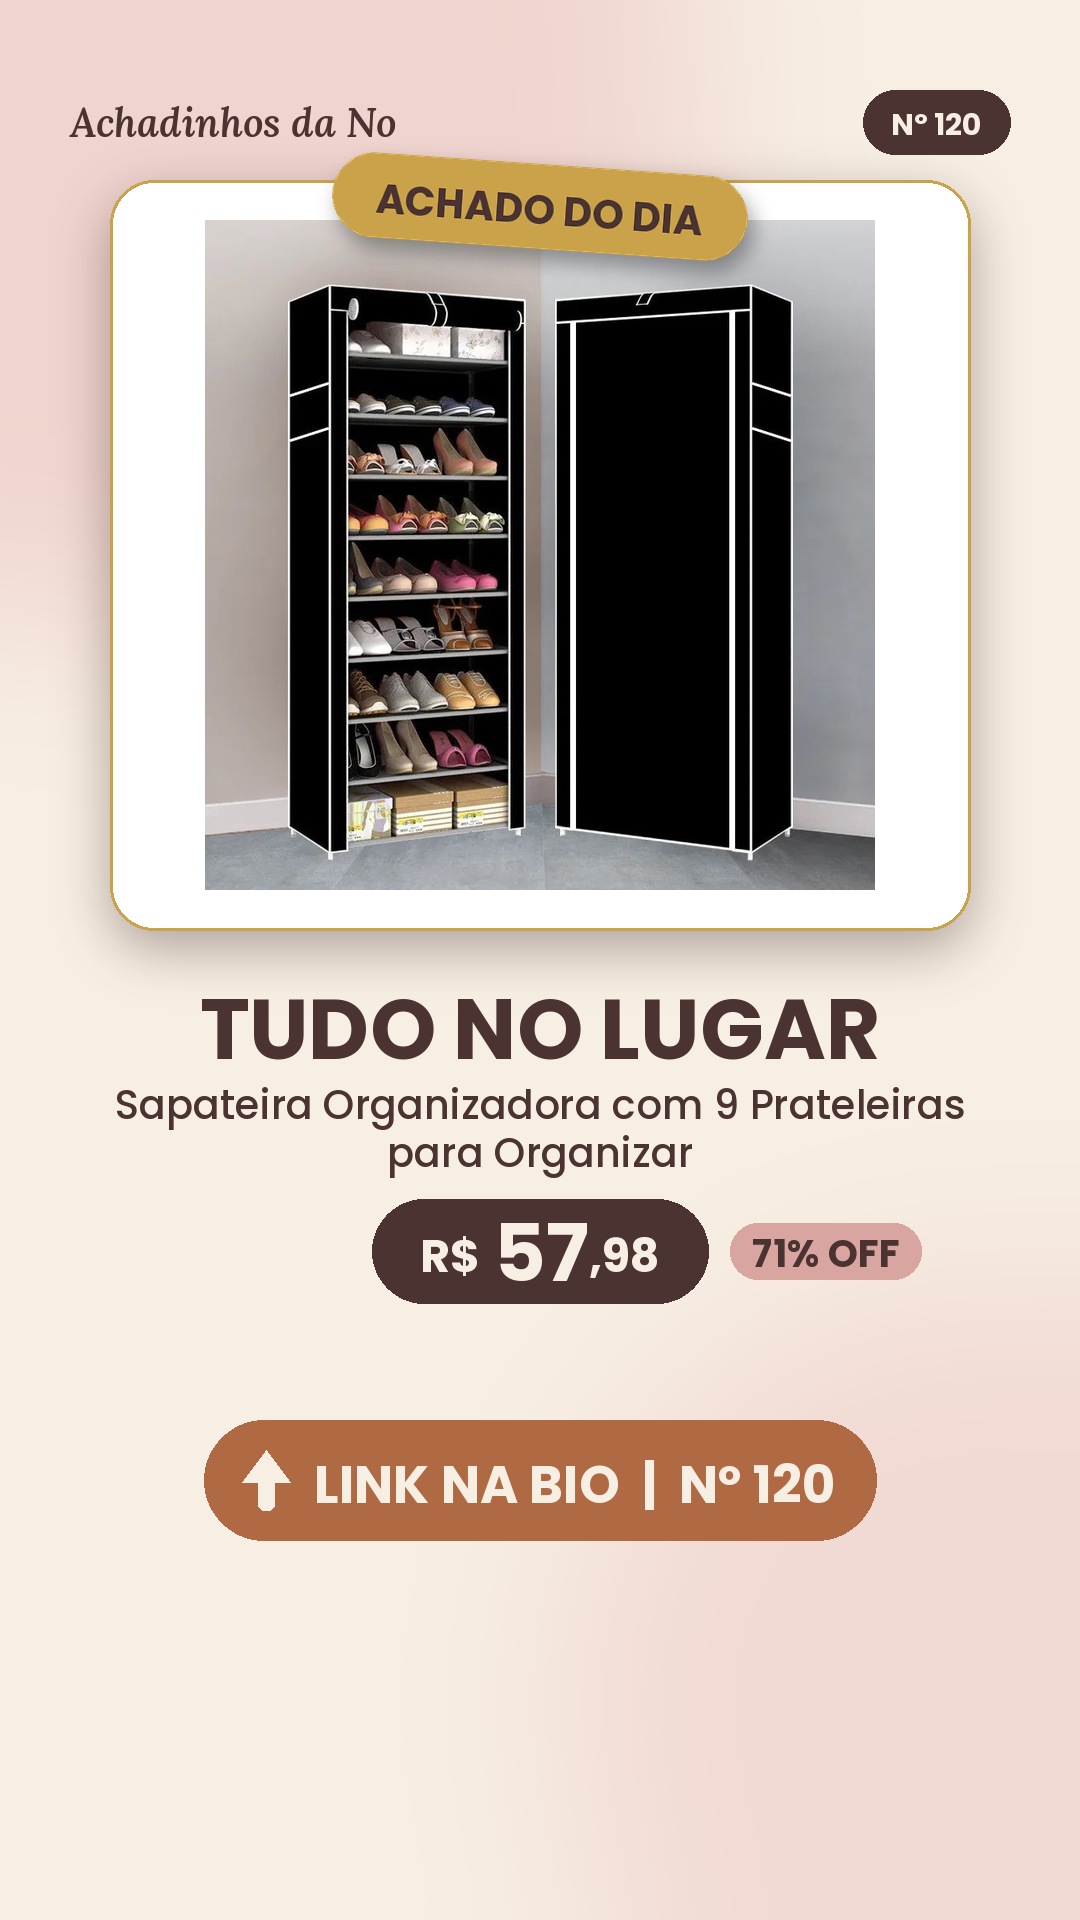 Achadinhos da No
Nº 120
ACHADO DO DIA
TUDO NO LUGAR
Sapateira Organizadora com 9 Prateleiras
para Organizar
R$ 57,98
71% OFF
LINK NA BIO | Nº 120